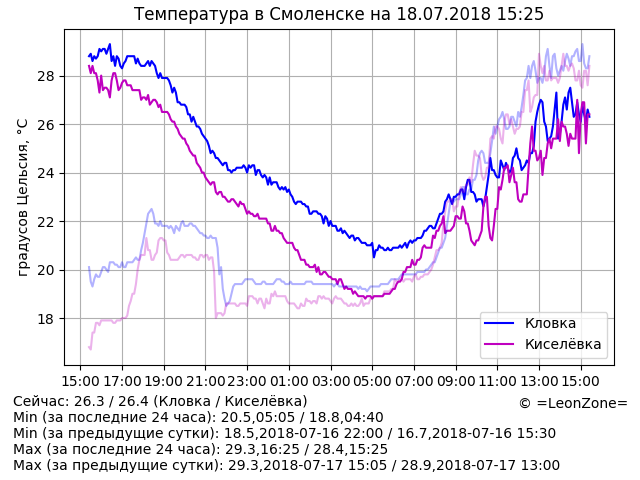 Температура в Смоленске на 18.07.2018 15:25
градусов Цельсия, °C
28
26
24
22
20
18
Кловка
Киселёвка
15:00 17:00 19:00 21:00 23:00 01:00 03:00 05:00 07:00 09:00 11:00 13:00 15:00
Сейчас: 26.3 / 26.4 (Кловка / Киселёвка)
© =LeonZone=
Min (за последние 24 часа): 20.5,05:05 / 18.8,04:40
Min (за предыдущие сутки): 18.5,2018-07-16 22:00 / 16.7,2018-07-16 15:30
Max (за последние 24 часа): 29.3,16:25 / 28.4,15:25
Max (за предыдущие сутки): 29.3,2018-07-17 15:05 / 28.9,2018-07-17 13:00